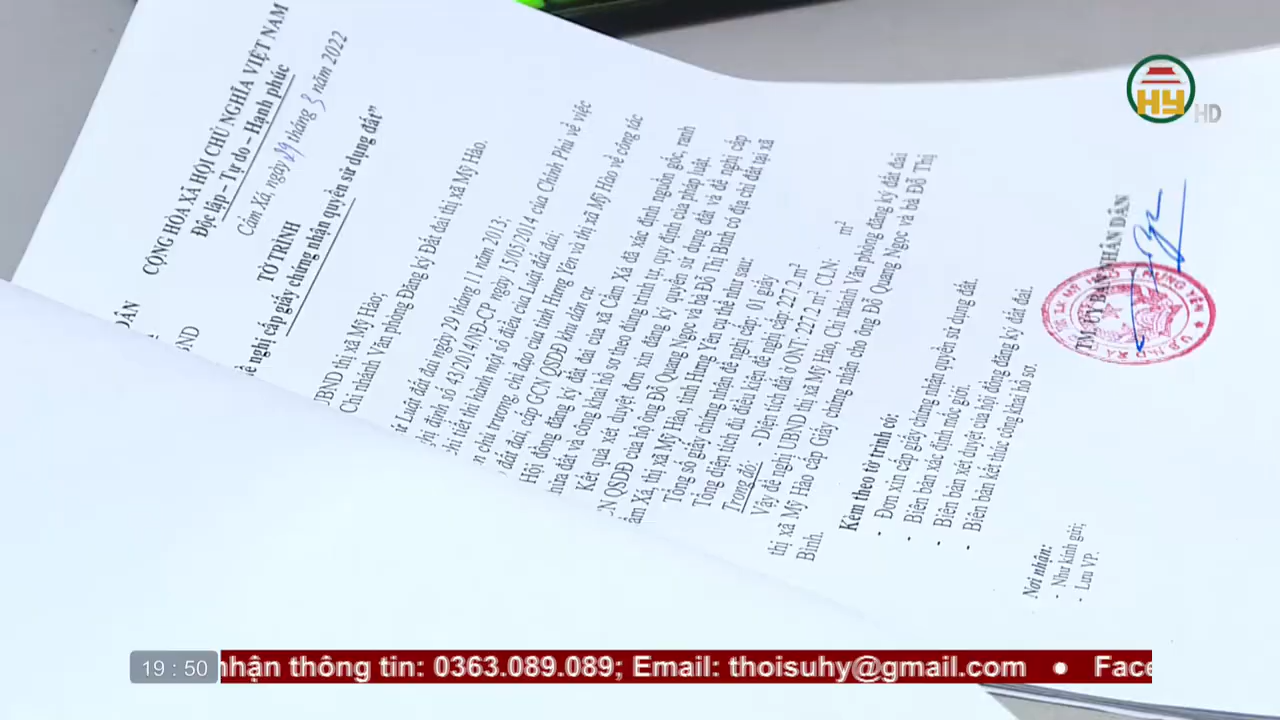 CỘNG HÒA XÃ HỘI CHỦ NGHĨA VIỆT NAM
Độc lập – Tự do – Hạnh phúc
Cẩm Xá, ngày 29 tháng 3 năm 2022
TỜ TRÌNH
nghị cấp giấy chứng nhận quyền sử dụng đất”
UBND thị xã Mỹ Hào;
Chi nhánh Văn phòng Đăng ký Đất đai thị xã Mỹ Hào.
Luật đất đai ngày 29 tháng 11 năm 2013;
định số 43/2014/NĐ-CP ngày 15/05/2014 của Chính Phủ về việc
tiết thi hành một số điều của Luật đất đai;
chủ trương, chỉ đạo của tỉnh Hưng Yên và thị xã Mỹ Hào về công tác
đất đai, cấp GCN QSDĐ khu dân cư.
Hội đồng đăng ký đất đai của xã Cẩm Xá đã xác định nguồn gốc, ranh
đất và công khai hồ sơ theo đúng trình tự, quy định của pháp luật.
Kết quả xét duyệt đơn xin đăng ký quyền sử dụng đất và đề nghị cấp
QSDĐ của hộ ông Đỗ Quang Ngọc và bà Đỗ Thị Bình có địa chỉ đất tại xã
Xá, thị xã Mỹ Hào, tỉnh Hưng Yên cụ thể như sau:
Tổng số giấy chứng nhận đề nghị cấp: 01 giấy
Tổng diện tích đủ điều kiện đề nghị cấp:227.2 m²
Trong đó: - Diện tích đất ở ONT: 227.2 m²; CLN: m²
Vậy đề nghị UBND thị xã Mỹ Hào, Chi nhánh Văn phòng đăng ký đất đai
thị xã Mỹ Hào cấp Giấy chứng nhận cho ông Đỗ Quang Ngọc và bà Đỗ Thị
Bình.
Kèm theo tờ trình có:
- Đơn xin cấp giấy chứng nhận quyền sử dụng đất.
- Biên bản xác định mốc giới.
- Biên bản xét duyệt của hội đồng đăng ký đất đai.
- Biên bản kết thúc công khai hồ sơ.
Nơi nhận:
- Như kính gửi;
- Lưu VP.
TM. ỦY BAN NHÂN DÂN
HY HD
19 : 50
nhận thông tin: 0363.089.089; Email: thoisuhy@gmail.com ● Face